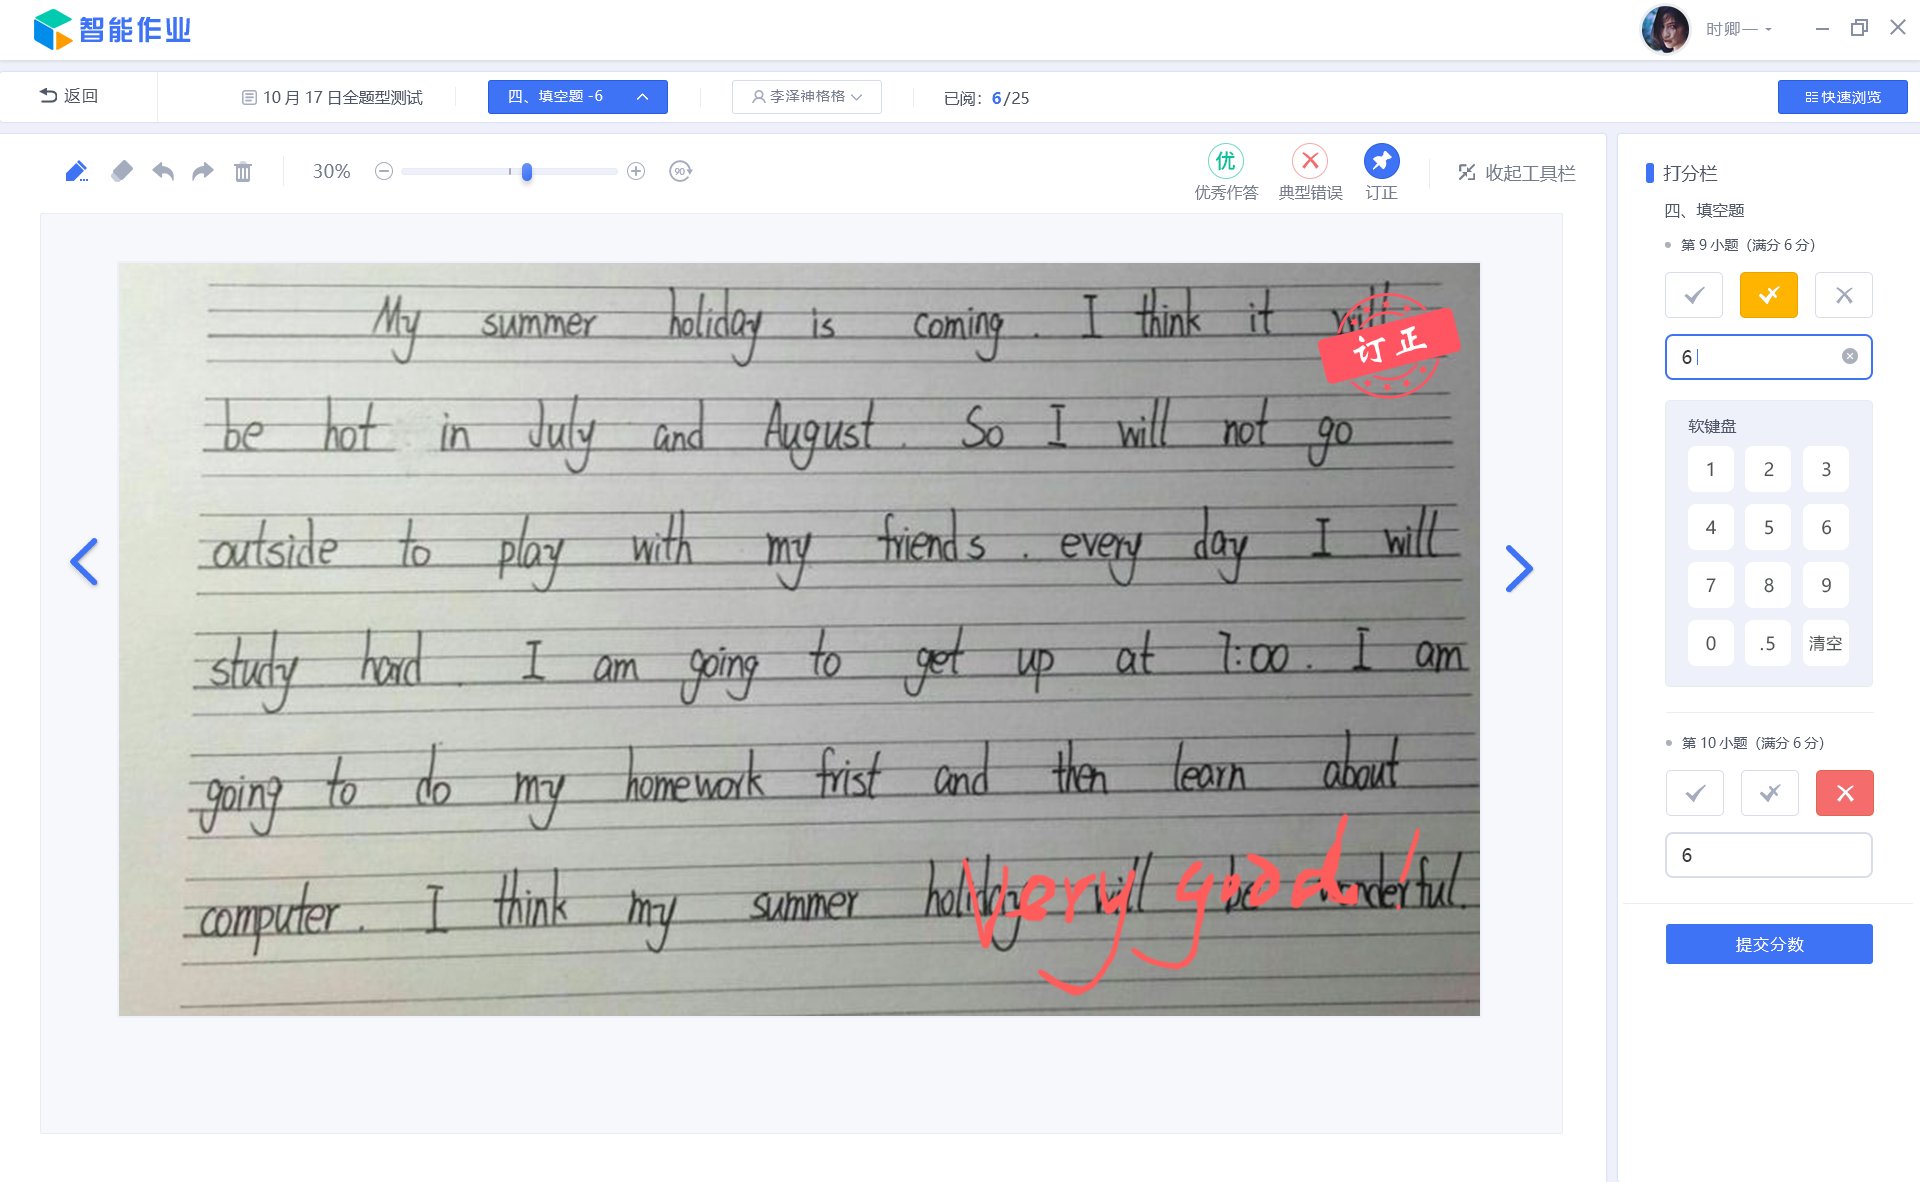 智能作业
时卿一
返回
10 月 17 日全题型测试
四、填空题 -6
李泽神格格
已阅：6/25
快速浏览
30%
90
优
优秀作答
典型错误
订正
收起工具栏
My summer holiday is coming. I think it will
订正
be hot in July and August. So I will not go
outside to play with my friends. every day I will
study hard. I am going to get up at 7:00. I am
going to do my homework frist and then learn about
computer. I think my summer holiday will be wonderful.
Very good!
打分栏
四、填空题
第 9 小题（满分 6 分）
6
软键盘
1 2 3
4 5 6
7 8 9
0 .5 清空
第 10 小题（满分 6 分）
6
提交分数